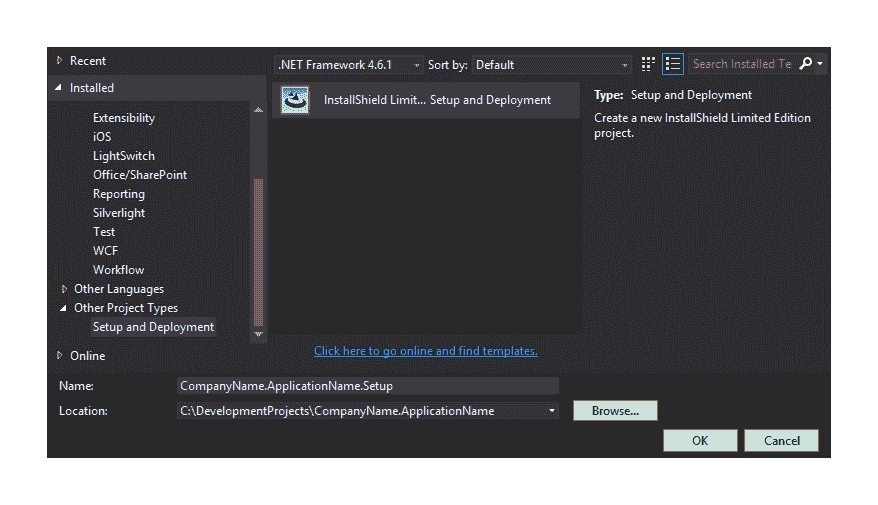 Recent
.NET Framework 4.6.1
Sort by:
Default
Search Installed Te
Installed
Extensibility
iOS
LightSwitch
Office/SharePoint
Reporting
Silverlight
Test
WCF
Workflow
Other Languages
Other Project Types
Setup and Deployment
Online
InstallShield Limit... Setup and Deployment
Click here to go online and find templates.
Type: Setup and Deployment
Create a new InstallShield Limited Edition
project.
Name:
CompanyName.ApplicationName.Setup
Location:
C:\DevelopmentProjects\CompanyName.ApplicationName
Browse...
OK
Cancel